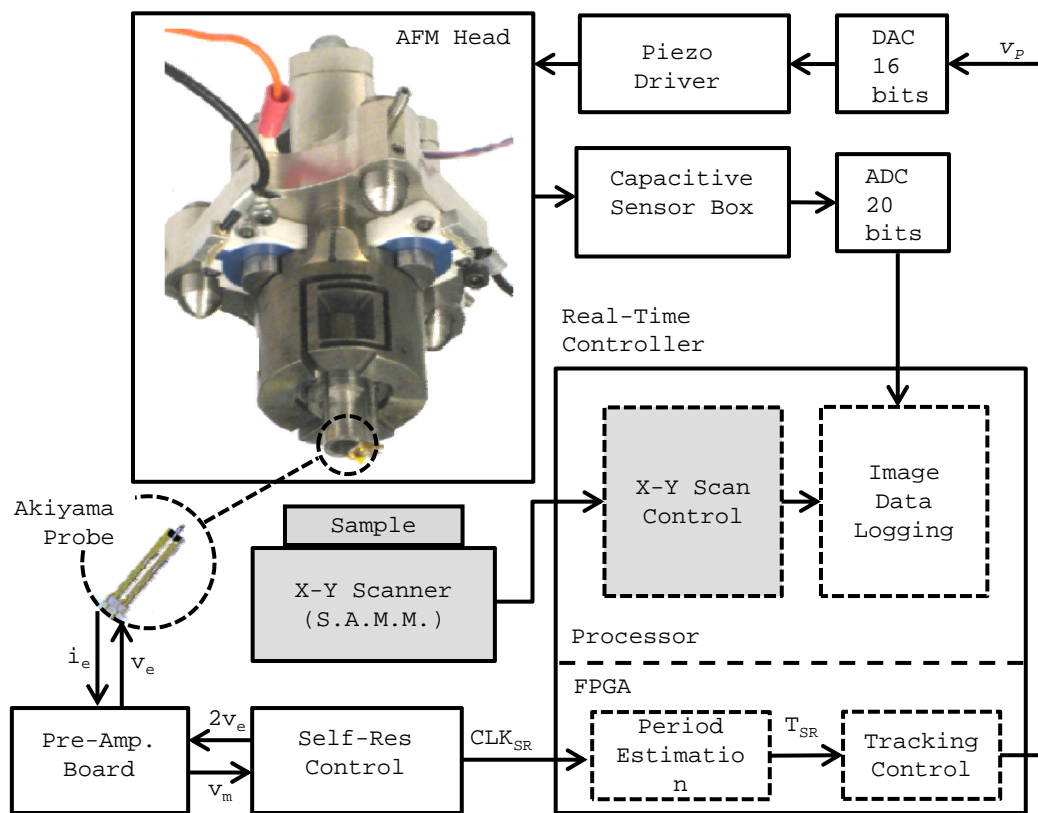 AFM Head
Piezo
Driver
DAC
16
bits
v_P
Capacitive
Sensor Box
ADC
20
bits
Real-Time
Controller
X-Y Scan
Control
Image
Data
Logging
Akiyama
Probe
Sample
X-Y Scanner
(S.A.M.M.)
Processor
i_e
v_e
FPGA
Pre-Amp.
Board
2v_e
v_m
Self-Res
Control
CLK_SR
Period
Estimatio
n
T_SR
Tracking
Control